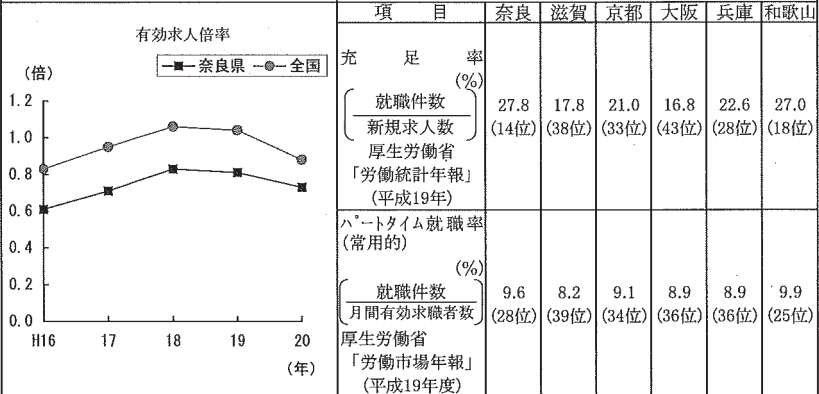 有効求人倍率
(倍)
奈良県 全国
1.2
1.0
0.8
0.6
0.4
0.2
0.0
H16 17 18 19 20
(年)
項 目 奈良 滋賀 京都 大阪 兵庫 和歌山
充足率
(%)
就職件数
新規求人数
27.8 17.8 21.0 16.8 22.6 27.0
(14位) (38位) (33位) (43位) (28位) (18位)
厚生労働省
「労働統計年報」
(平成19年)
パートタイム就職率
(常用的)
(%)
就職件数
月間有効求職者数
9.6 8.2 9.1 8.9 8.9 9.9
(28位) (39位) (34位) (36位) (36位) (25位)
厚生労働省
「労働市場年報」
(平成19年度)